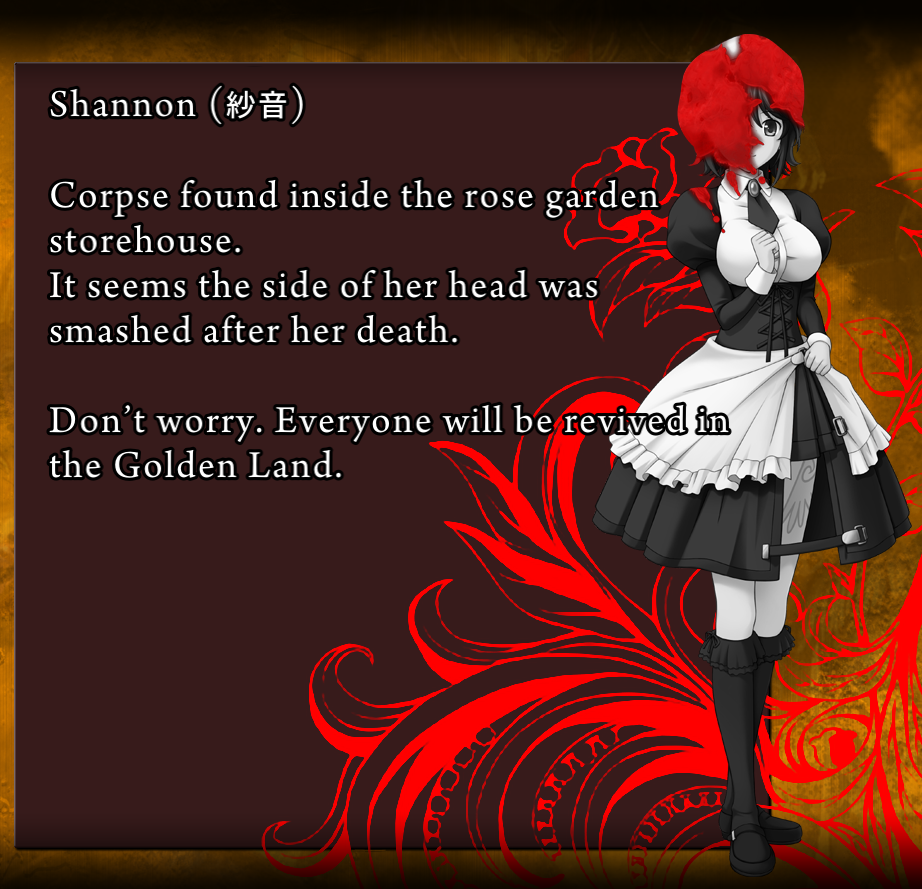 Shannon (紗音)
Corpse found inside the rose garden
storehouse.
It seems the side of her head was
smashed after her death.
Don’t worry. Everyone will be revived in
the Golden Land.